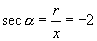 sec α = r/x = −2